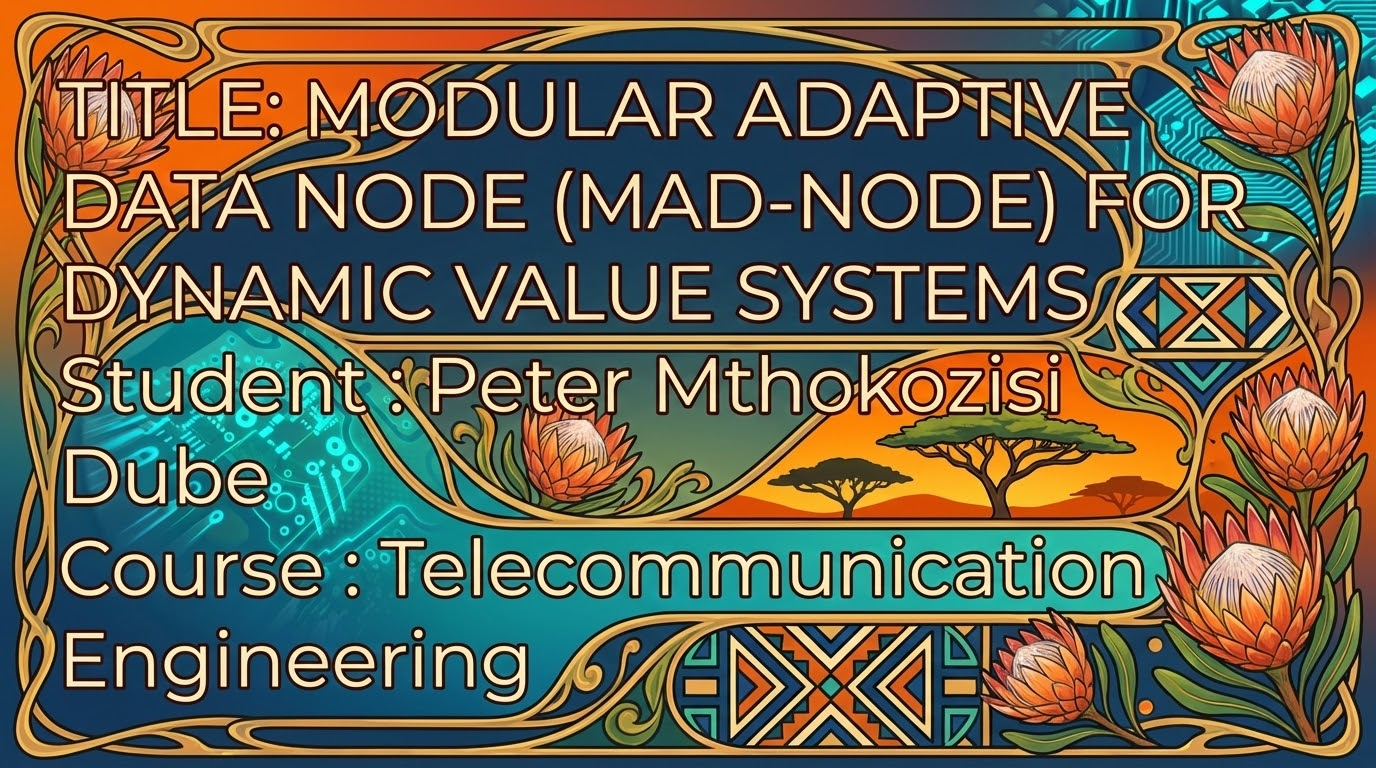 TITLE: MODULAR ADAPTIVE
DATA NODE (MAD-NODE) FOR
DYNAMIC VALUE SYSTEMS
Student : Peter Mthokozisi
Dube
Course : Telecommunication
Engineering